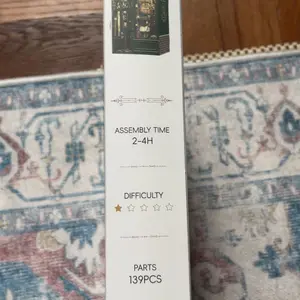 ASSEMBLY TIME
2-4H
DIFFICULTY
PARTS
139PCS